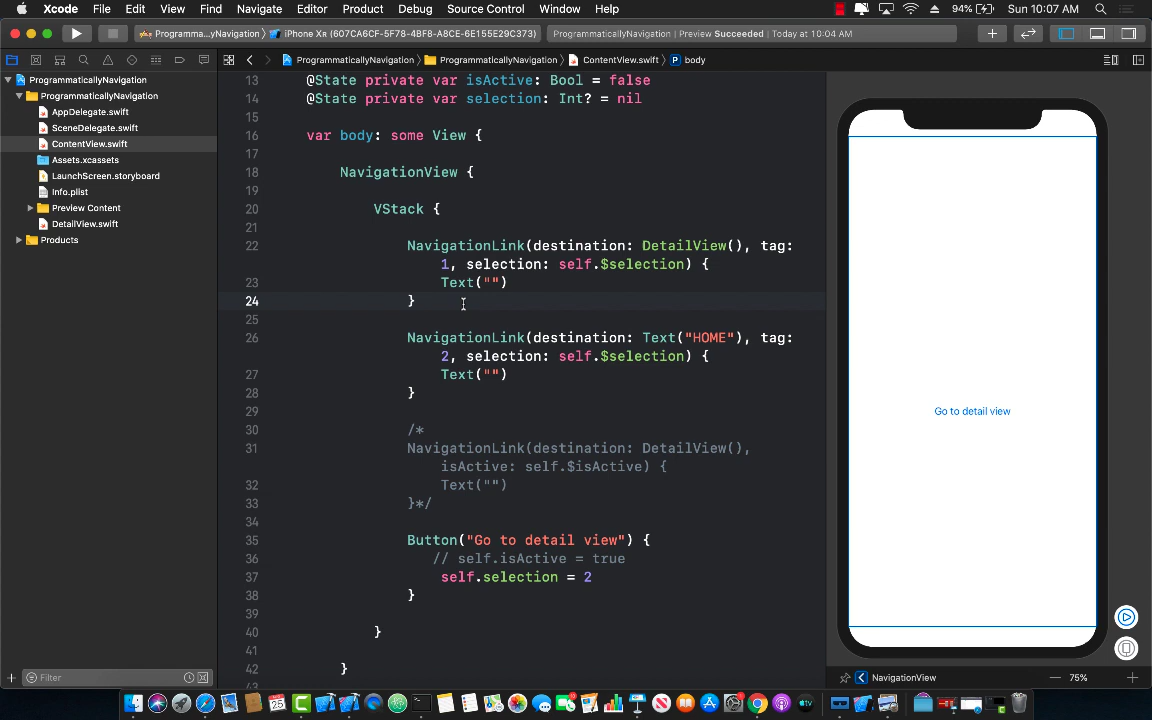 Xcode File Edit View Find Navigate Editor Product Debug Source Control Window Help 94% Sun 10:07 AM
Programma...yNavigation iPhone Xʀ (607CA6CF-5F78-4BF8-A8CE-6E155E29C373) ProgrammaticallyNavigation | Preview Succeeded | Today at 10:04 AM
ProgrammaticallyNavigation ProgrammaticallyNavigation ContentView.swift P body
ProgrammaticallyNavigation
ProgrammaticallyNavigation
AppDelegate.swift
SceneDelegate.swift
ContentView.swift
Assets.xcassets
LaunchScreen.storyboard
Info.plist
Preview Content
DetailView.swift
Products
Filter
13 @State private var isActive: Bool = false
14 @State private var selection: Int? = nil
15
16 var body: some View {
17
18 NavigationView {
19
20 VStack {
21
22 NavigationLink(destination: DetailView(), tag:
1, selection: self.$selection) {
23 Text("")
24 }
25
26 NavigationLink(destination: Text("HOME"), tag:
2, selection: self.$selection) {
27 Text("")
28 }
29
30 /*
31 NavigationLink(destination: DetailView(),
isActive: self.$isActive) {
32 Text("")
33 }*/
34
35 Button("Go to detail view") {
36 // self.isActive = true
37 self.selection = 2
38 }
39
40 }
41
42 }
Go to detail view
NavigationView 75%
25